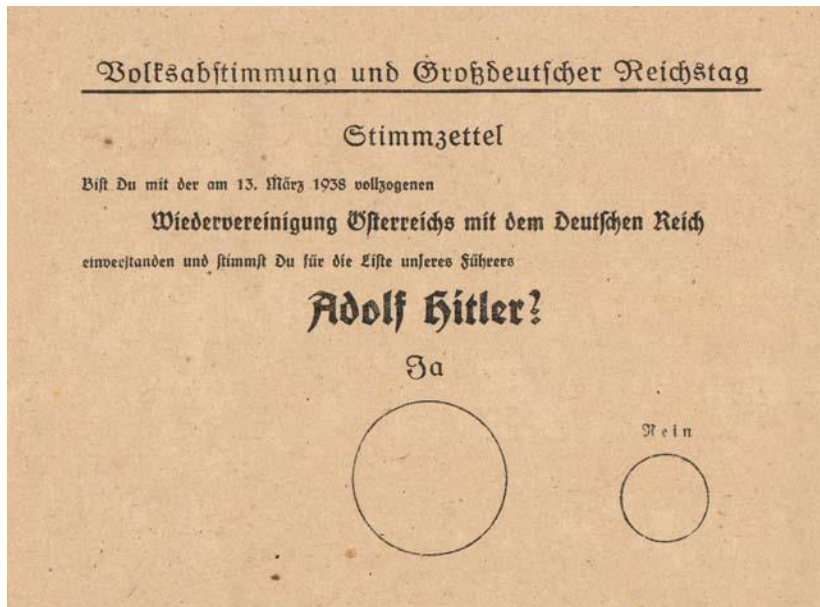 Volksabstimmung und Großdeutscher Reichstag
Stimmzettel
Bist Du mit der am 13. März 1938 vollzogenen
Wiedervereinigung Österreichs mit dem Deutschen Reich
einverstanden und stimmst Du für die Liste unseres Führers
Adolf Hitler?
Ja
Nein